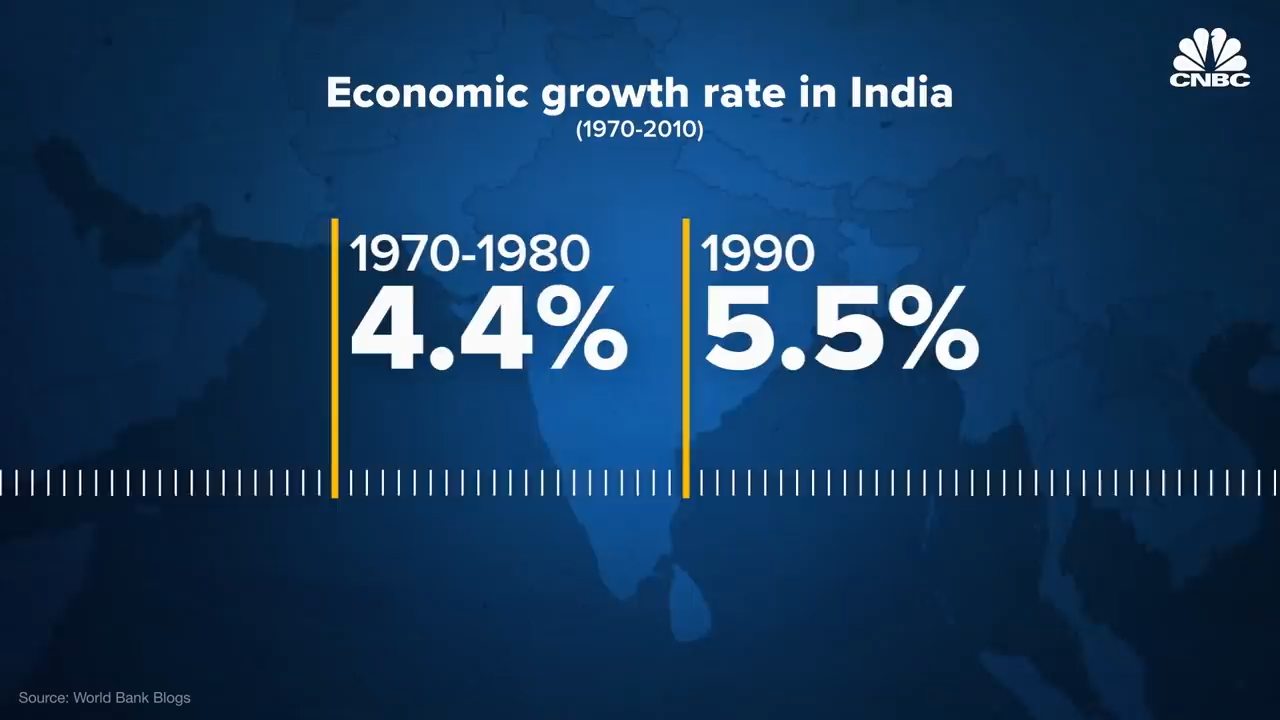 CNBC
Economic growth rate in India
(1970-2010)
1970-1980
4.4%
1990
5.5%
Source: World Bank Blogs